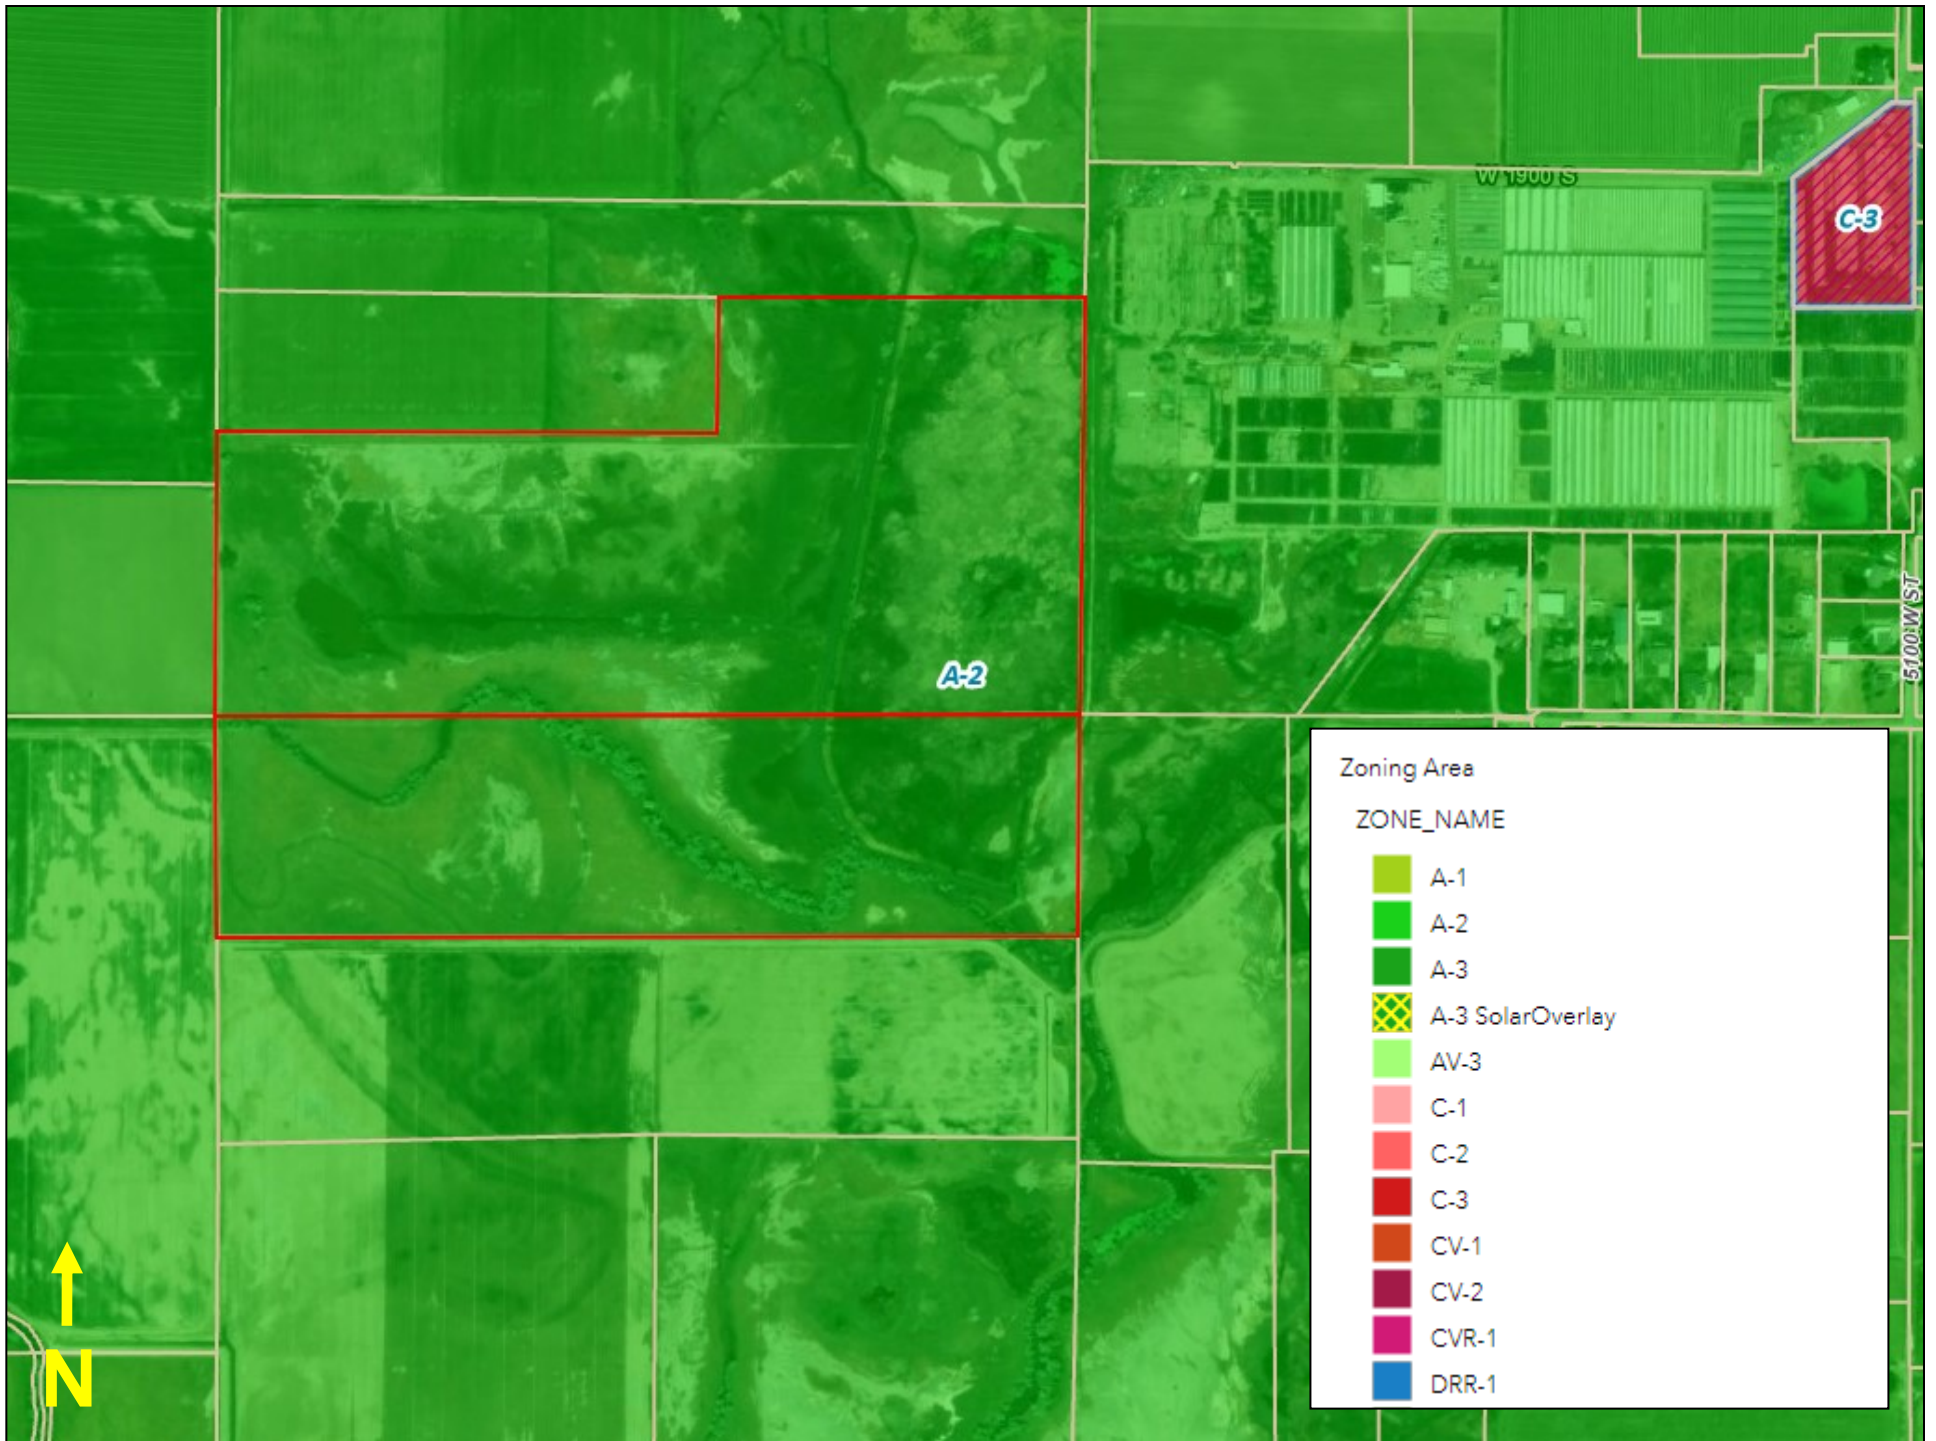 W 1900 S
C-3
A-2
5100 W ST
Zoning Area
ZONE_NAME
A-1
A-2
A-3
A-3 SolarOverlay
AV-3
C-1
C-2
C-3
CV-1
CV-2
CVR-1
DRR-1
N